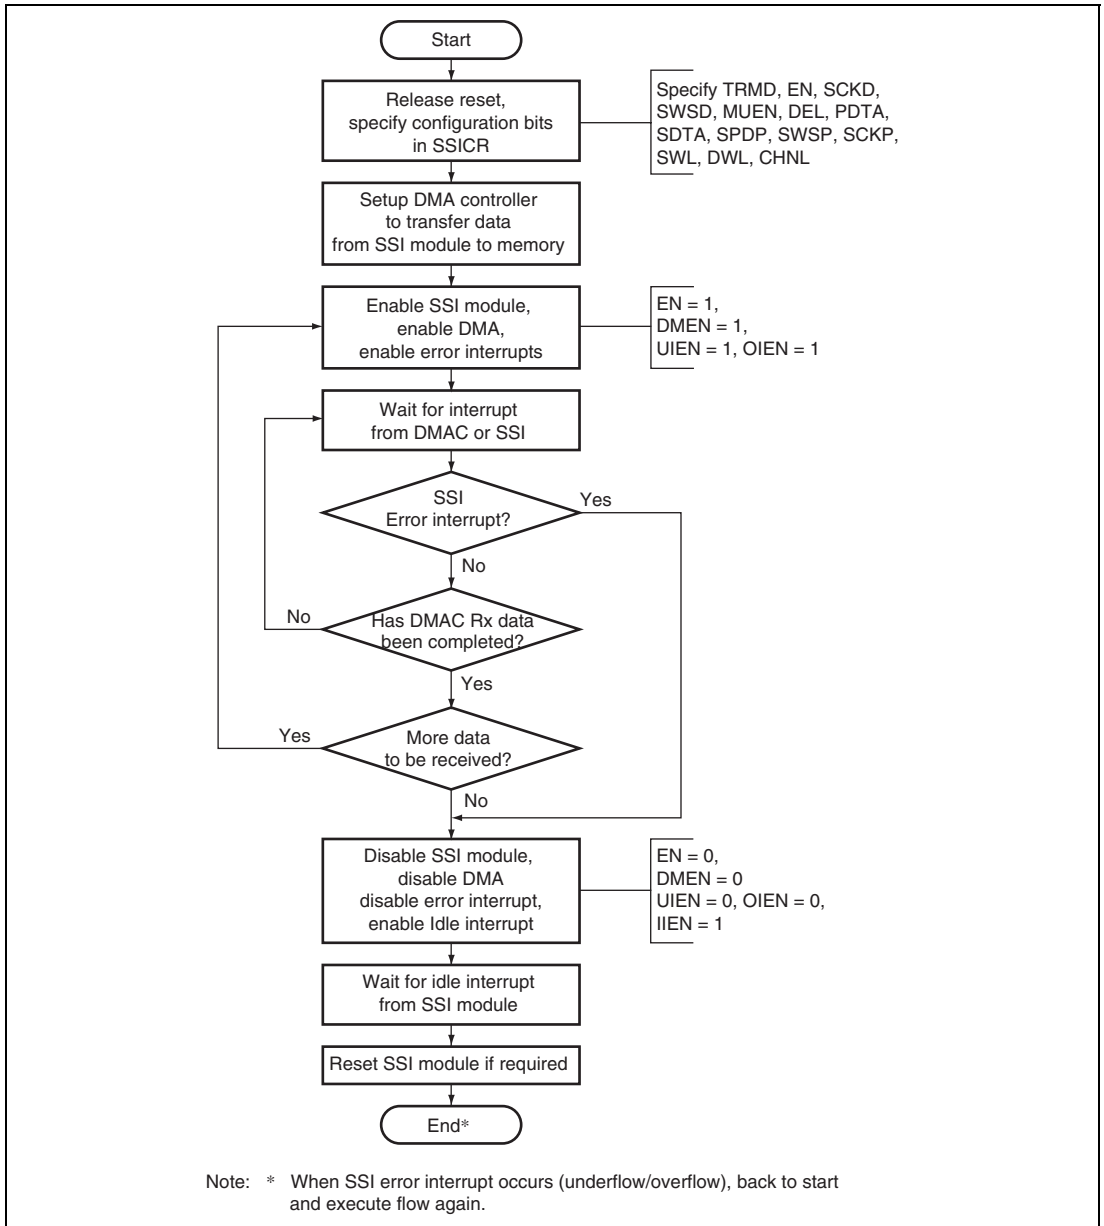 Start
Release reset,
specify configuration bits
in SSICR
Specify TRMD, EN, SCKD,
SWSD, MUEN, DEL, PDTA,
SDTA, SPDP, SWSP, SCKP,
SWL, DWL, CHNL
Setup DMA controller
to transfer data
from SSI module to memory
Enable SSI module,
enable DMA,
enable error interrupts
EN = 1,
DMEN = 1,
UIEN = 1, OIEN = 1
Wait for interrupt
from DMAC or SSI
SSI
Error interrupt?
Yes
No
Has DMAC Rx data
been completed?
No
Yes
More data
to be received?
Yes
No
Disable SSI module,
disable DMA
disable error interrupt,
enable Idle interrupt
EN = 0,
DMEN = 0
UIEN = 0, OIEN = 0,
IIEN = 1
Wait for idle interrupt
from SSI module
Reset SSI module if required
End*
Note: * When SSI error interrupt occurs (underflow/overflow), back to start
and execute flow again.